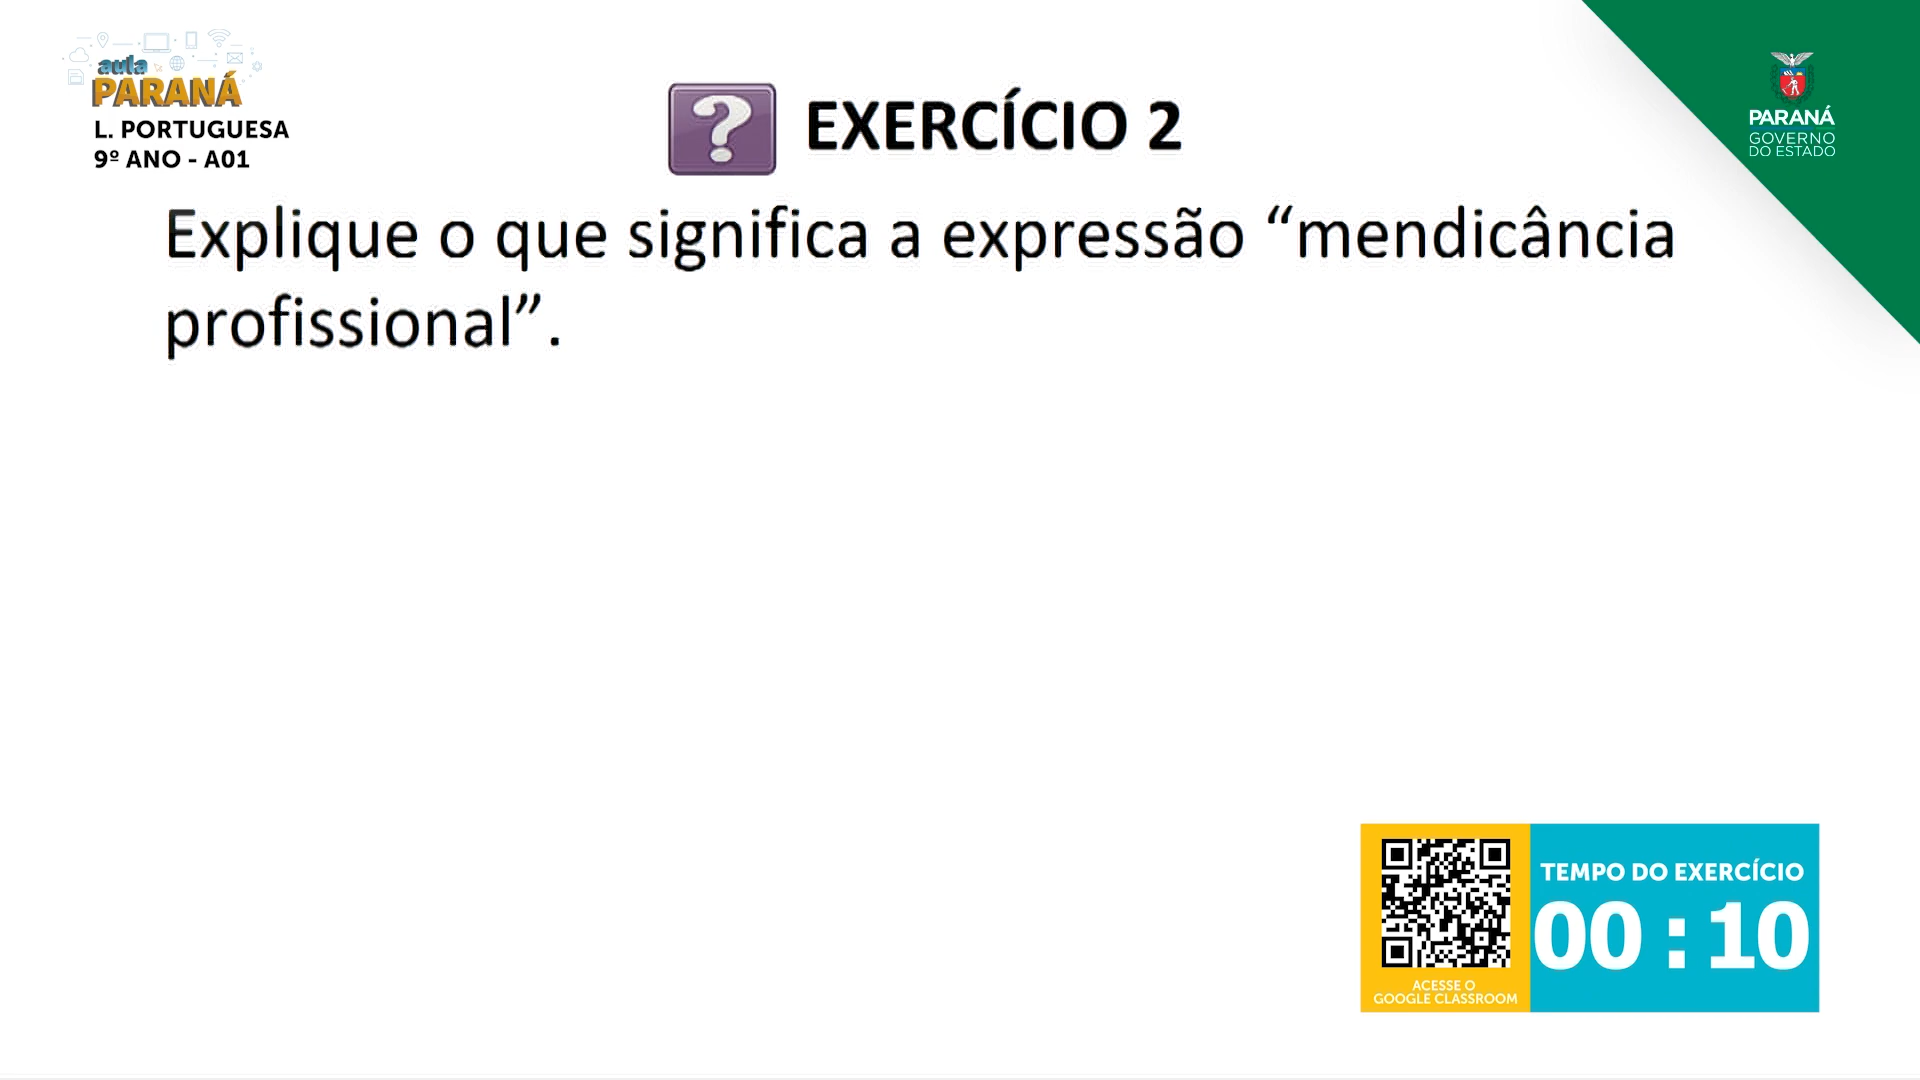 aula
PARANÁ
L. PORTUGUESA
9º ANO - A01
? EXERCÍCIO 2
PARANÁ
GOVERNO
DO ESTADO
Explique o que significa a expressão “mendicância
profissional”.
TEMPO DO EXERCÍCIO
00 : 10
ACESSE O
GOOGLE CLASSROOM